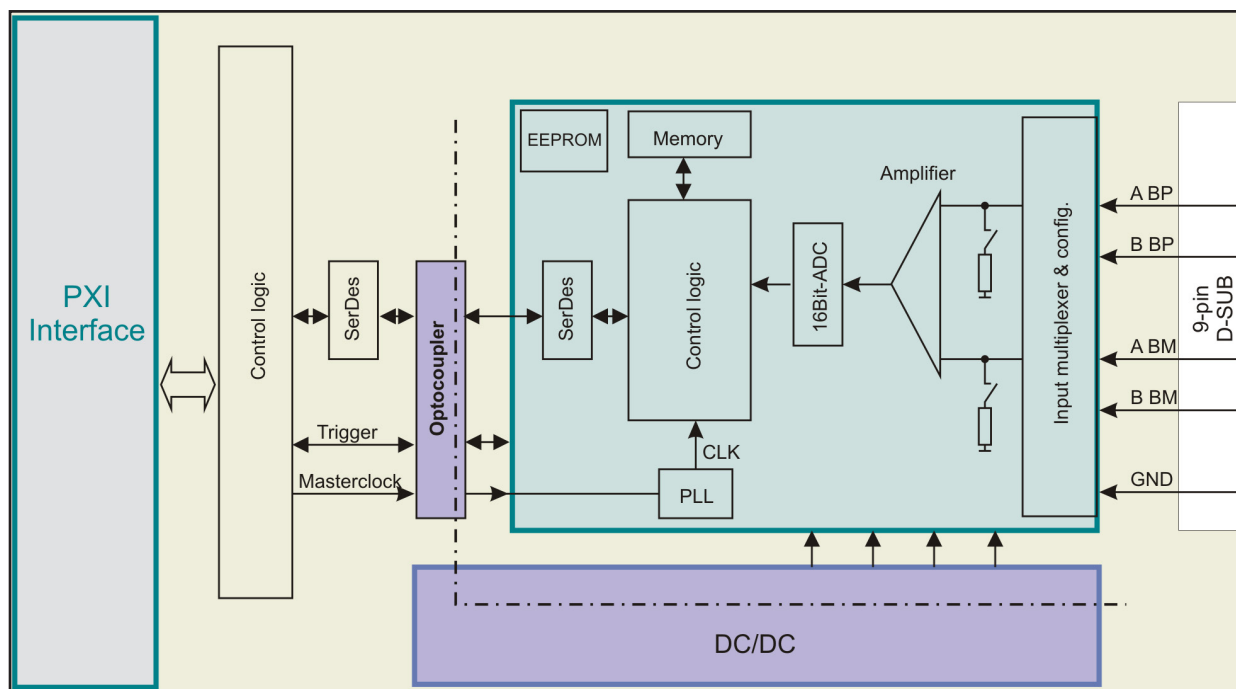 PXI
Interface
Control logic
SerDes
Trigger
Masterclock
Optocoupler
EEPROM
Memory
SerDes
Control logic
CLK
PLL
16Bit-ADC
Amplifier
Input multiplexer & config.
A BP
B BP
A BM
B BM
GND
9-pin
D-SUB
DC/DC